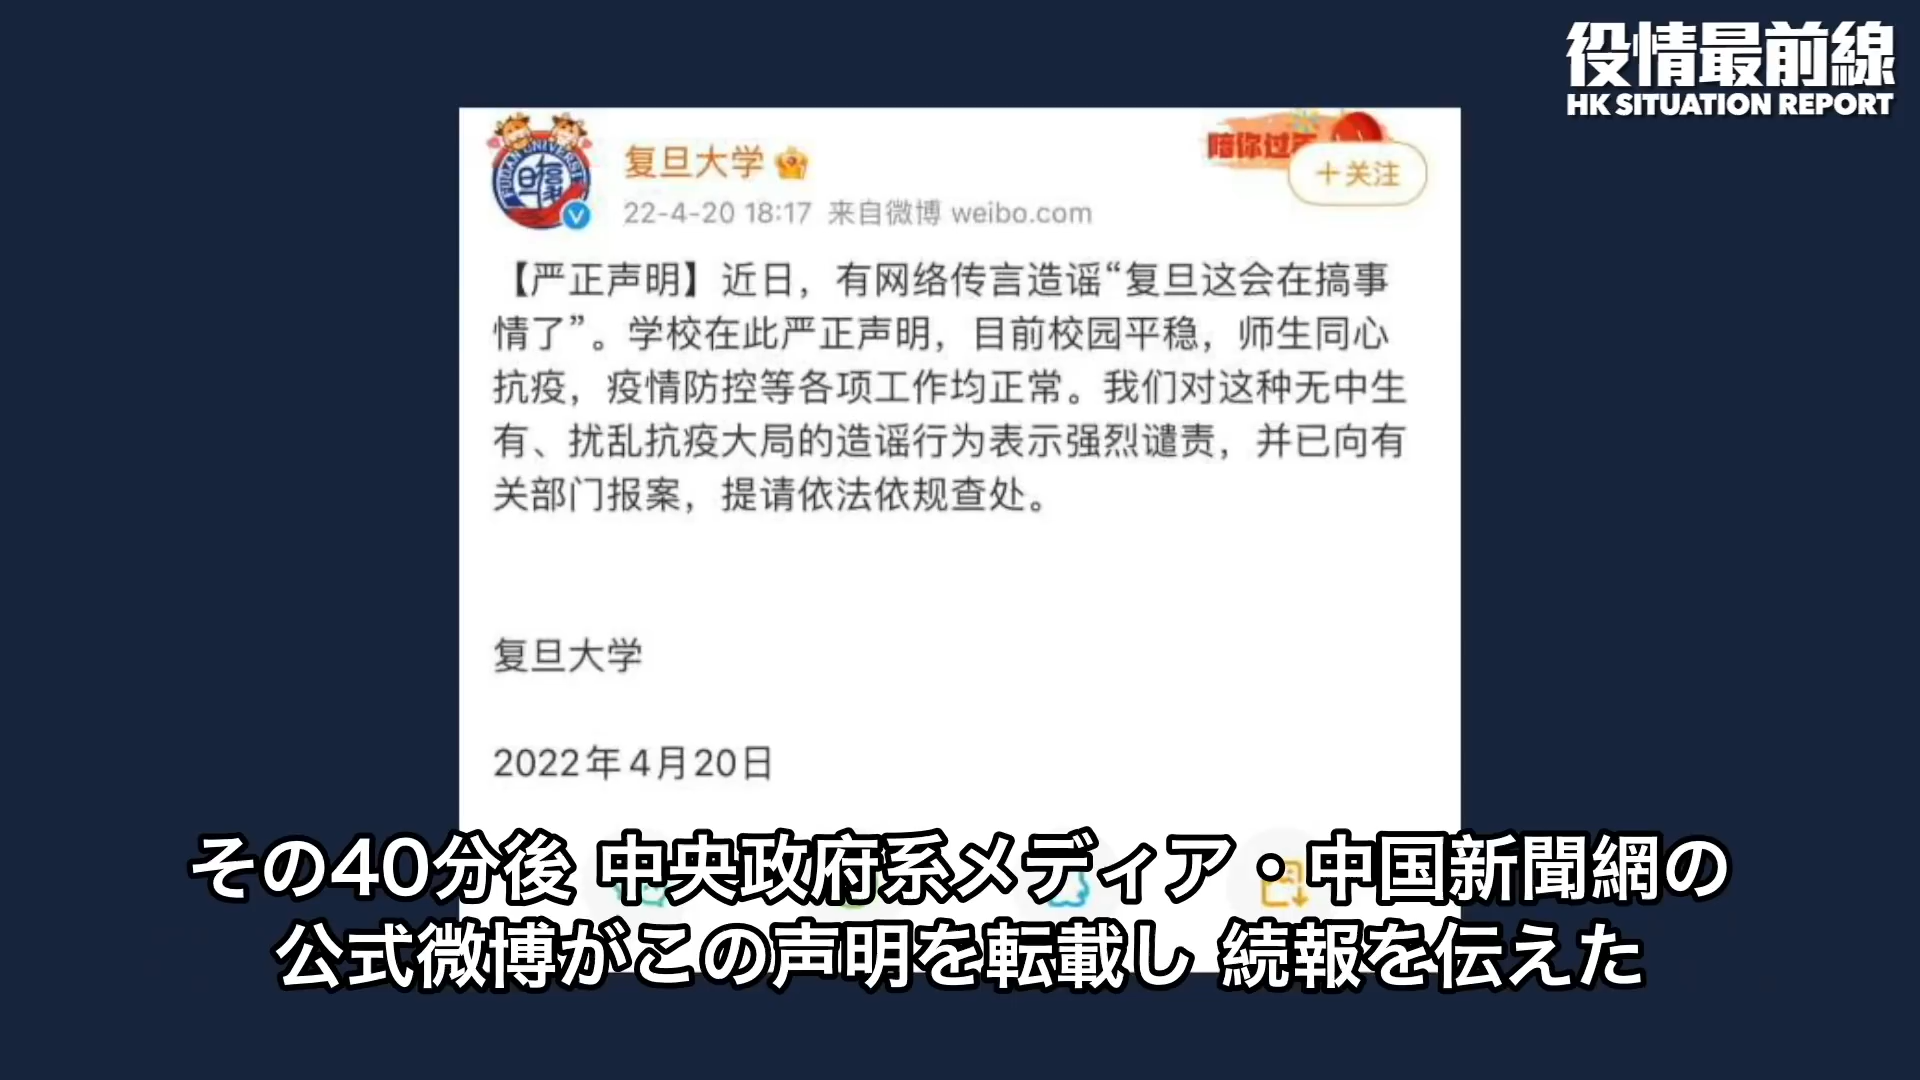 役情最前線
HK SITUATION REPORT
复旦大学
22-4-20 18:17 来自微博 weibo.com
陪你过年
+关注
【严正声明】近日，有网络传言造谣“复旦这会在搞事
情了”。学校在此严正声明，目前校园平稳，师生同心
抗疫，疫情防控等各项工作均正常。我们对这种无中生
有、扰乱抗疫大局的造谣行为表示强烈谴责，并已向有
关部门报案，提请依法依规查处。
复旦大学
2022年4月20日
その40分後 中央政府系メディア・中国新聞網の
公式微博がこの声明を転載し 続報を伝えた